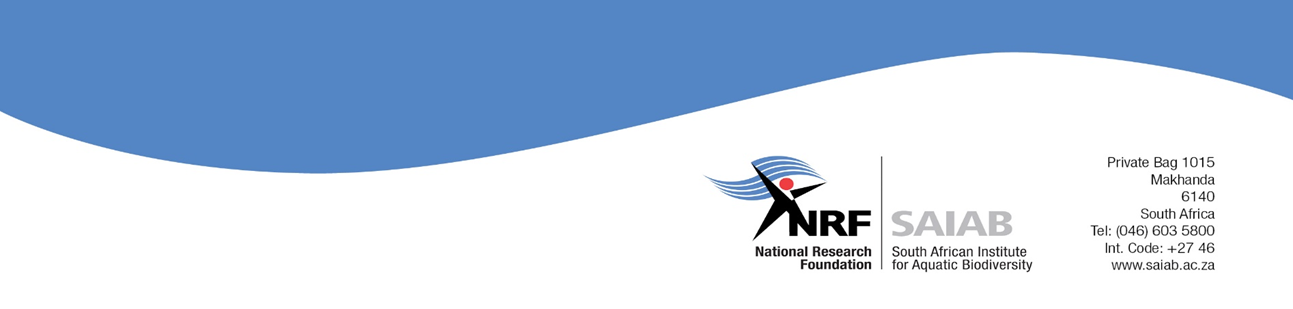 NRF
National Research
Foundation
SAIAB
South African Institute
for Aquatic Biodiversity
Private Bag 1015
Makhanda
6140
South Africa
Tel: (046) 603 5800
Int. Code: +27 46
www.saiab.ac.za